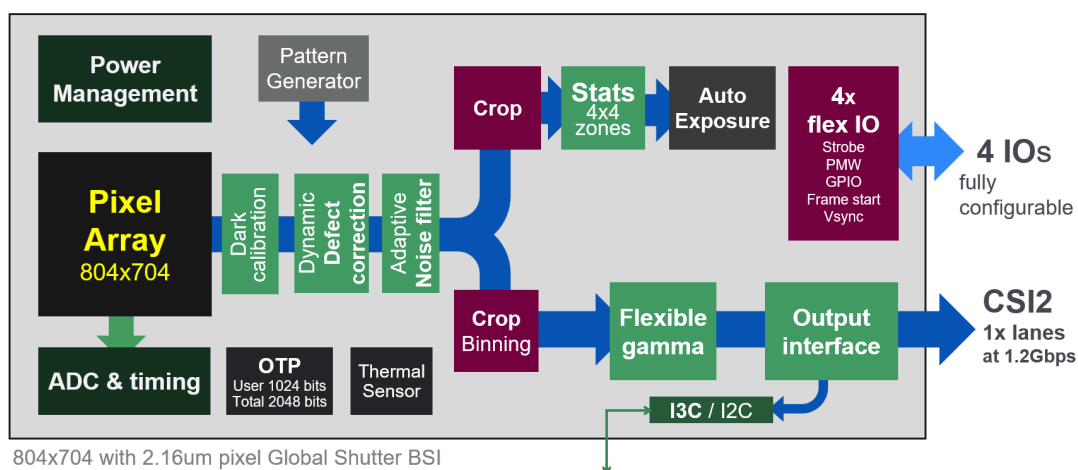 Power
Management
Pattern
Generator
Pixel
Array
804x704
ADC & timing
Dark
calibration
Dynamic
Defect
correction
Adaptive
Noise filter
OTP
User 1024 bits
Total 2048 bits
Thermal
Sensor
Crop
Stats
4x4
zones
Auto
Exposure
4x
flex IO
Strobe
PMW
GPIO
Frame start
Vsync
4 IOs
fully
configurable
Crop
Binning
Flexible
gamma
Output
interface
CSI2
1x lanes
at 1.2Gbps
I3C / I2C
804x704 with 2.16um pixel Global Shutter BSI